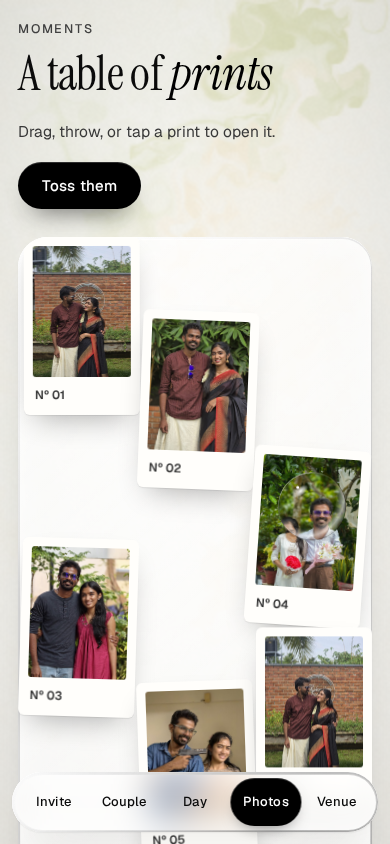 MOMENTS
A table of prints
Drag, throw, or tap a print to open it.
Toss them
Nº 01
Nº 02
Nº 04
Nº 03
Invite Couple Day Photos Venue
Nº 05